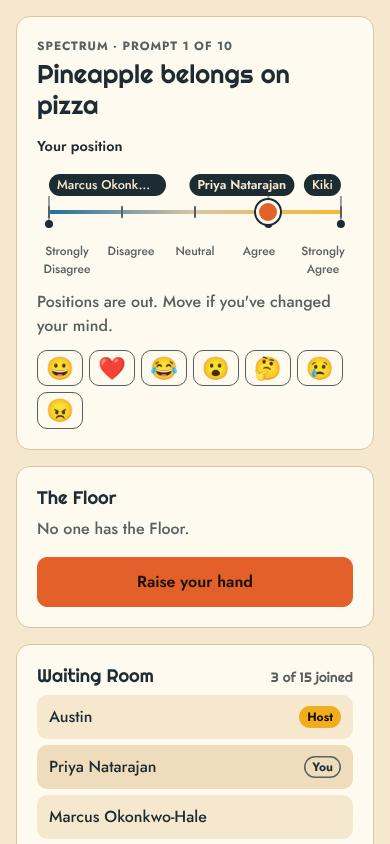 SPECTRUM · PROMPT 1 OF 10
Pineapple belongs on
pizza
Your position
Marcus Okonk... Priya Natarajan Kiki
Strongly Disagree Disagree Neutral Agree Strongly Agree
Positions are out. Move if you've changed
your mind.
The Floor
No one has the Floor.
Raise your hand
Waiting Room 3 of 15 joined
Austin Host
Priya Natarajan You
Marcus Okonkwo-Hale